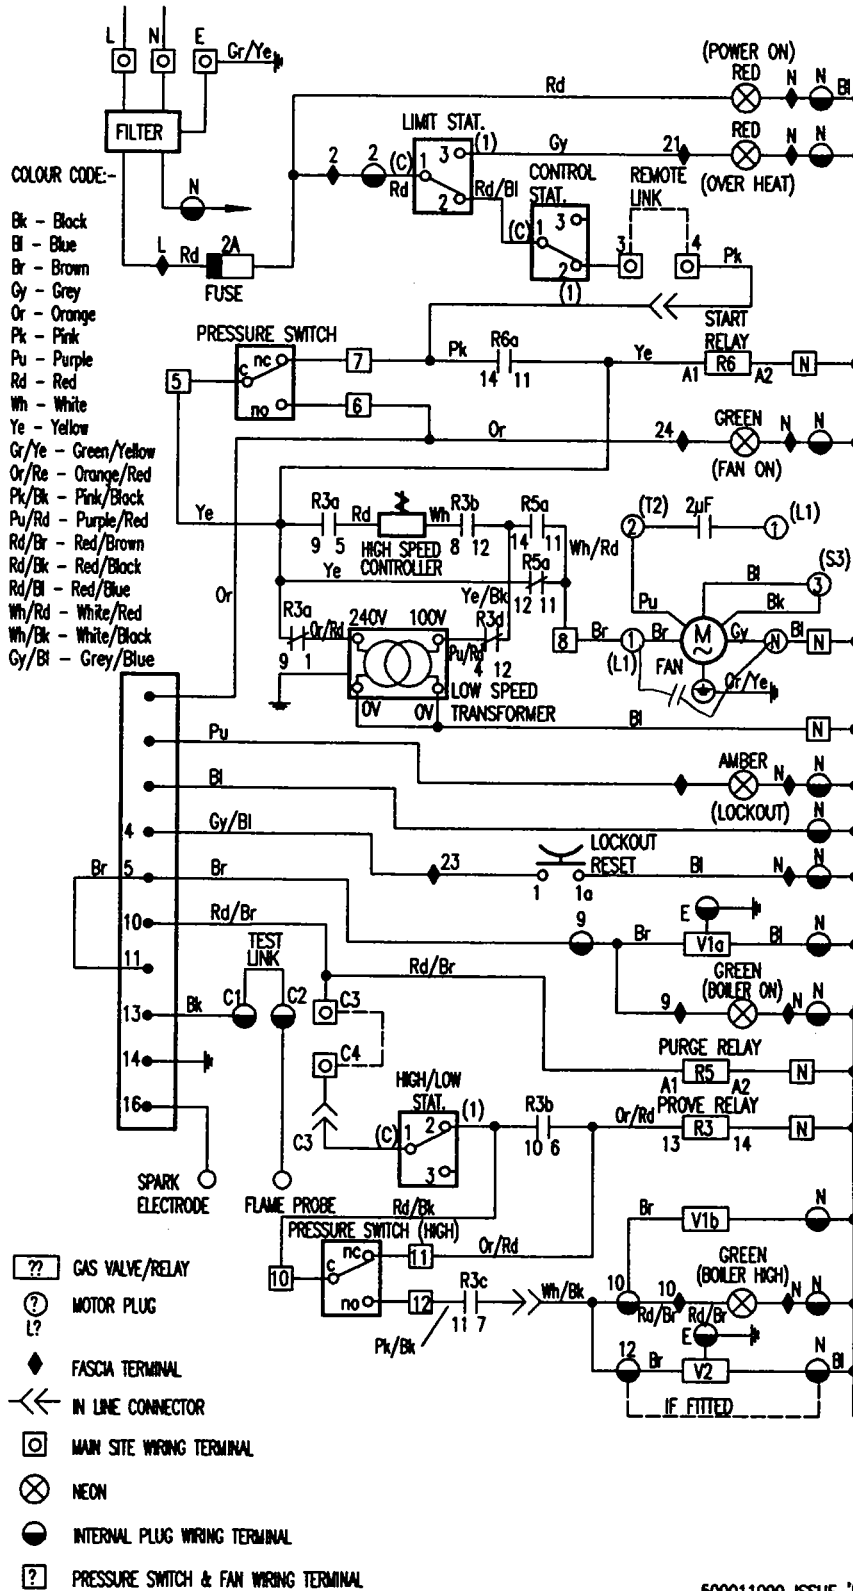 L N E
Gr/Ye
FILTER
N
L Rd 2A
FUSE
COLOUR CODE:-
Bk - Black
Bl - Blue
Br - Brown
Gy - Grey
Or - Orange
Pk - Pink
Pu - Purple
Rd - Red
Wh - White
Ye - Yellow
Gr/Ye - Green/Yellow
Or/Re - Orange/Red
Pk/Bk - Pink/Black
Pu/Rd - Purple/Red
Rd/Br - Red/Brown
Rd/Bk - Red/Black
Rd/Bl - Red/Blue
Wh/Rd - White/Red
Wh/Bk - White/Black
Gy/Bl - Grey/Blue
(POWER ON)
RED N N Bl
Rd
LIMIT STAT.
2 2 (C) 1 3 (1) Gy 21 RED N N
Rd 2 Rd/Bl
(OVER HEAT)
CONTROL
STAT.
(C) 1 3
2
(1)
REMOTE
LINK
3 4 Pk
START
RELAY
PRESSURE SWITCH
5 c nc 7 Pk R6a Ye R6 N
14 11 A1 A2
no 6
Or 24 GREEN N N
(FAN ON)
Ye R3a Rd Wh R3b R5a
9 5 HIGH SPEED
CONTROLLER 8 12 14 11 Wh/Rd
Ye R5a
12 11
Or Ye/Bk
R3a Or/Rd 240V 100V R3d
9 1 Pu/Rd 4 12
0V 0V LOW SPEED
TRANSFORMER
2 (T2) 2µF 1 (L1)
Bl 3 (S3)
Pu Bk
8 Br 1 Br M ~ Gy N Bl N
(L1) FAN
Or/Ye
Bl N
Pu AMBER N N
(LOCKOUT)
Bl N
4 Gy/Bl 23 LOCKOUT
RESET Bl N N
1 1a
Br 5 Br 9 Br E V1a Bl N
10 Rd/Br
TEST
LINK
11 Rd/Br GREEN
(BOILER ON)
9 N N
13 Bk C1 C2 C3
14 C4
PURGE RELAY
R5 N
A1 A2
16 HIGH/LOW
STAT.
C3 (C) 1 2 (1)
3
R3b Or/Rd PROVE RELAY
R3 N
10 6 13 14
SPARK
ELECTRODE
FLAME PROBE
Rd/Bk
PRESSURE SWITCH (HIGH)
10 c nc 11 Or/Rd
no 12 R3c Wh/Bk
11 7
Pk/Bk
Br V1b N
GREEN
(BOILER HIGH)
10 10 N N
Rd/Br Rd/Br
E
12 Br V2 N Bl
IF FITTED
?? GAS VALVE/RELAY
? MOTOR PLUG
L?
FASCIA TERMINAL
IN LINE CONNECTOR
MAIN SITE WIRING TERMINAL
NEON
INTERNAL PLUG WIRING TERMINAL
? PRESSURE SWITCH & FAN WIRING TERMINAL